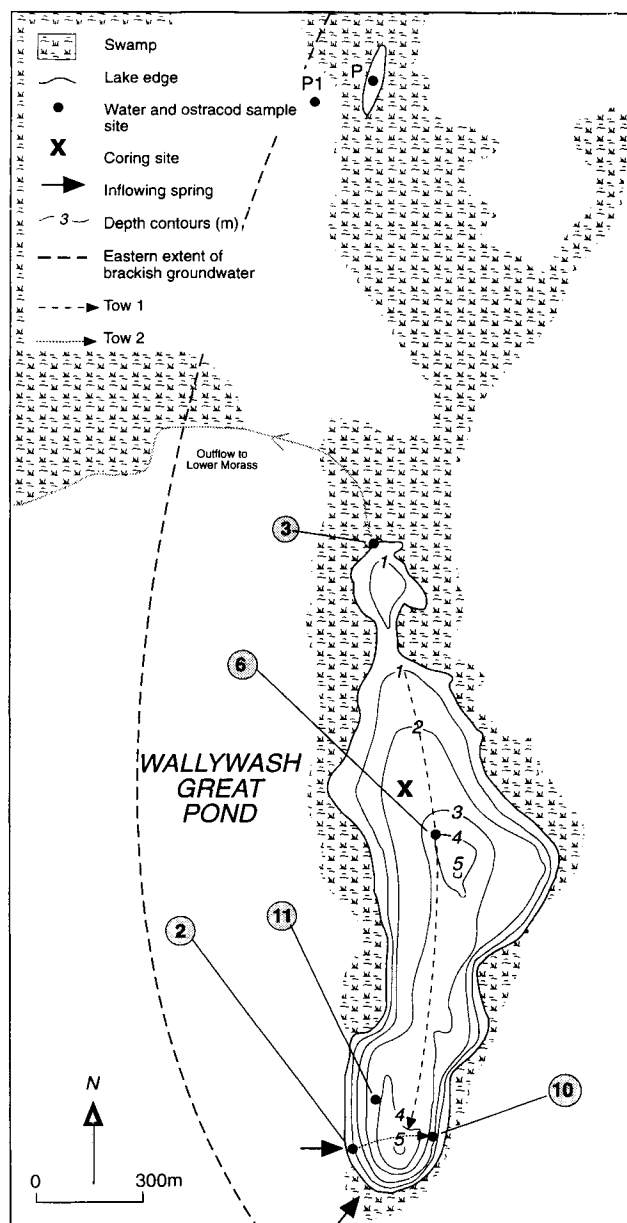 Swamp
P1
P
Lake edge
Water and ostracod sample
site
X
Coring site
Inflowing spring
3
Depth contours (m)
Eastern extent of
brackish groundwater
Tow 1
Tow 2
Outflow to
Lower Morass
3
1
6
1
2
WALLYWASH
GREAT
POND
X
3
4
5
11
2
10
N
4
5
0
300m